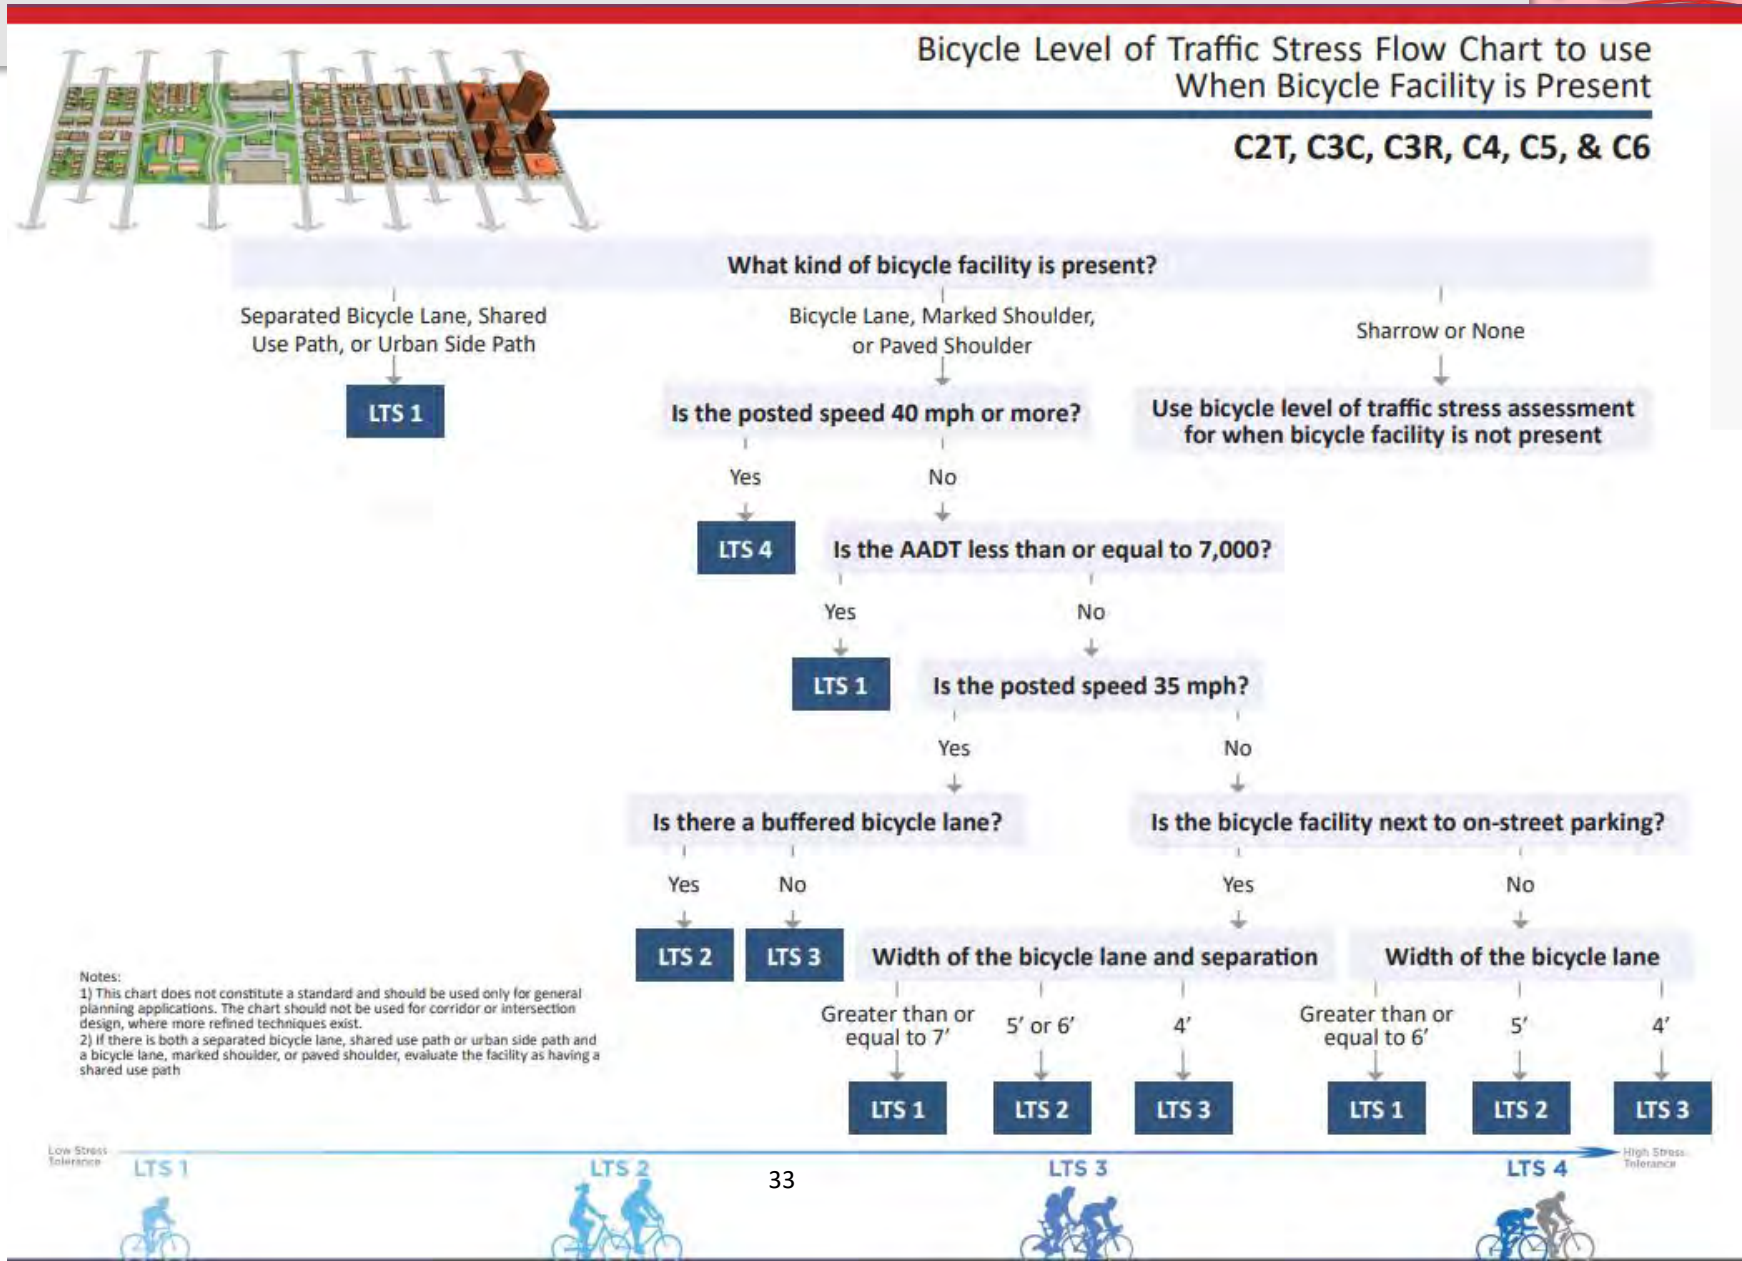 Bicycle Level of Traffic Stress Flow Chart to use
When Bicycle Facility is Present
C2T, C3C, C3R, C4, C5, & C6
What kind of bicycle facility is present?
Separated Bicycle Lane, Shared
Use Path, or Urban Side Path
Bicycle Lane, Marked Shoulder,
or Paved Shoulder
Sharrow or None
LTS 1
Is the posted speed 40 mph or more?
Use bicycle level of traffic stress assessment
for when bicycle facility is not present
Yes
No
LTS 4
Is the AADT less than or equal to 7,000?
Yes
No
LTS 1
Is the posted speed 35 mph?
Yes
No
Is there a buffered bicycle lane?
Is the bicycle facility next to on-street parking?
Yes
No
Yes
No
LTS 2
LTS 3
Width of the bicycle lane and separation
Width of the bicycle lane
Greater than or
equal to 7′
5′ or 6′
4′
Greater than or
equal to 6′
5′
4′
LTS 1
LTS 2
LTS 3
LTS 1
LTS 2
LTS 3
Notes:
1) This chart does not constitute a standard and should be used only for general
planning applications. The chart should not be used for corridor or intersection
design, where more refined techniques exist.
2) If there is both a separated bicycle lane, shared use path or urban side path and
a bicycle lane, marked shoulder, or paved shoulder, evaluate the facility as having a
shared use path
Low Stress
Tolerance
LTS 1
LTS 2
33
LTS 3
LTS 4
High Stress
Tolerance